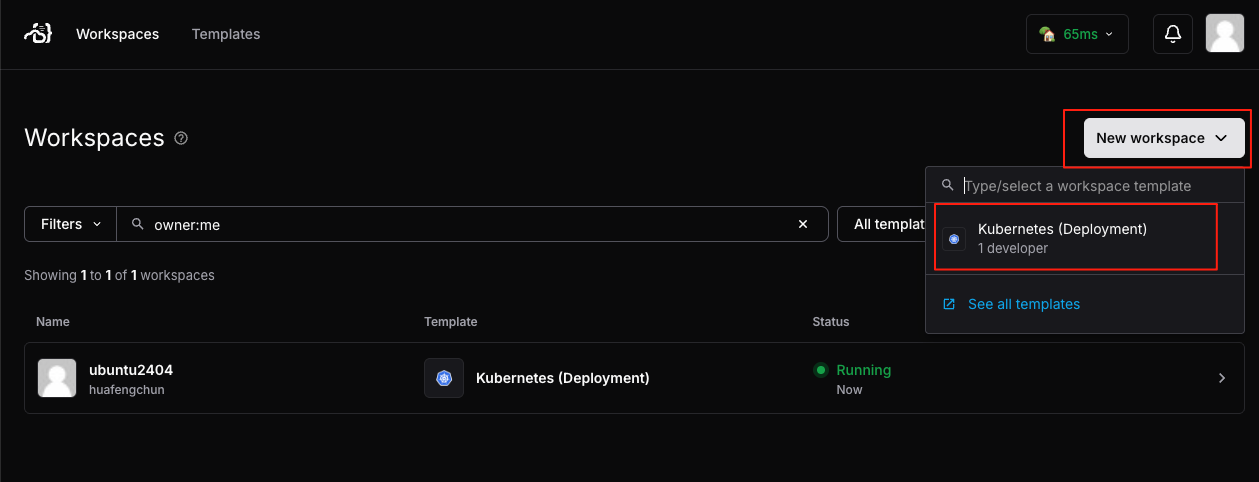 Workspaces Templates 65ms
Workspaces
New workspace
Type/select a workspace template
Filters owner:me All templat
Kubernetes (Deployment)
1 developer
Showing 1 to 1 of 1 workspaces
See all templates
Name Template Status
ubuntu2404 Kubernetes (Deployment) Running
huafengchun Now